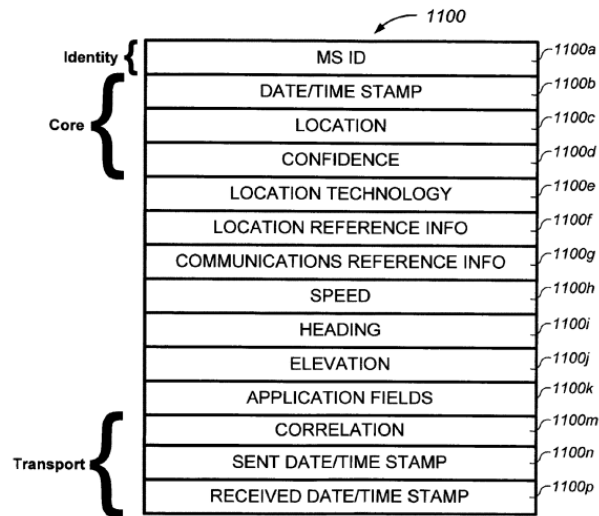 1100
Identity
MS ID
1100a
DATE/TIME STAMP
1100b
Core
LOCATION
1100c
CONFIDENCE
1100d
LOCATION TECHNOLOGY
1100e
LOCATION REFERENCE INFO
1100f
COMMUNICATIONS REFERENCE INFO
1100g
SPEED
1100h
HEADING
1100i
ELEVATION
1100j
APPLICATION FIELDS
1100k
CORRELATION
1100m
Transport
SENT DATE/TIME STAMP
1100n
RECEIVED DATE/TIME STAMP
1100p